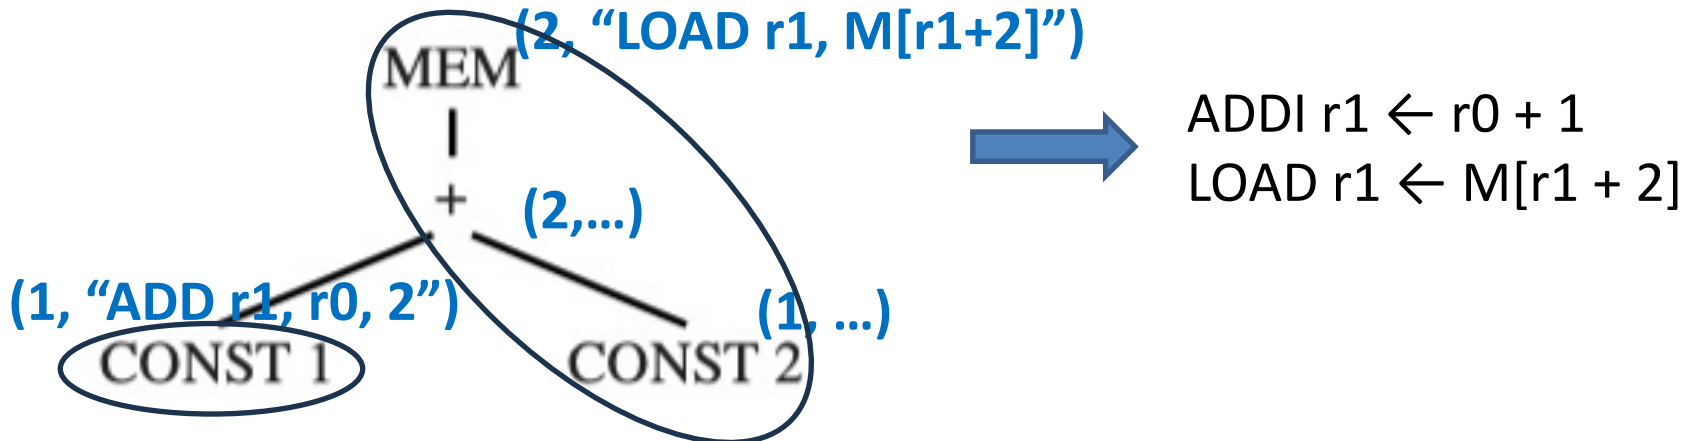 (2, “LOAD r1, M[r1+2]”)
MEM
+
(2,…)
(1, “ADD r1, r0, 2”)
(1, …)
CONST 1
CONST 2
ADDI r1 ← r0 + 1
LOAD r1 ← M[r1 + 2]